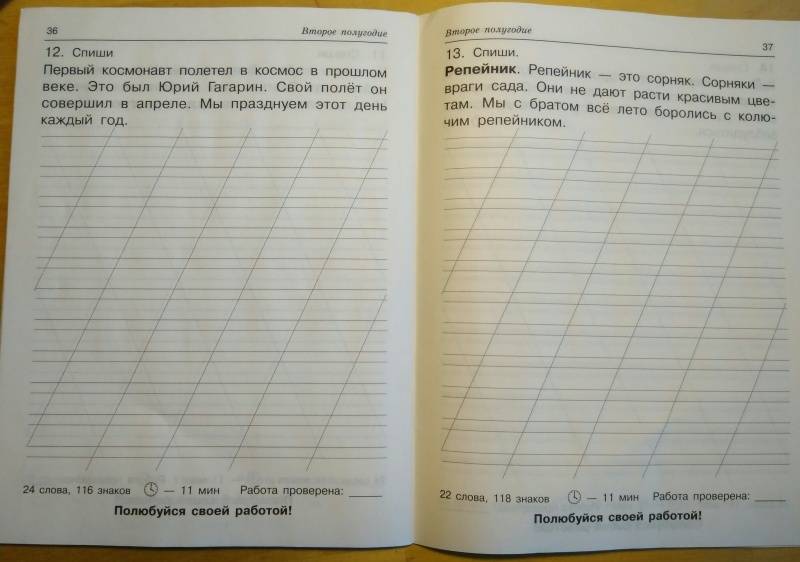 36
Второе полугодие
12. Спиши
Первый космонавт полетел в космос в прошлом
веке. Это был Юрий Гагарин. Свой полёт он
совершил в апреле. Мы празднуем этот день
каждый год.
24 слова, 116 знаков — 11 мин Работа проверена: _____
Полюбуйся своей работой!
Второе полугодие
37
13. Спиши.
Репейник. Репейник — это сорняк. Сорняки —
враги сада. Они не дают расти красивым цве-
там. Мы с братом всё лето боролись с колю-
чим репейником.
22 слова, 118 знаков — 11 мин Работа проверена: _____
Полюбуйся своей работой!